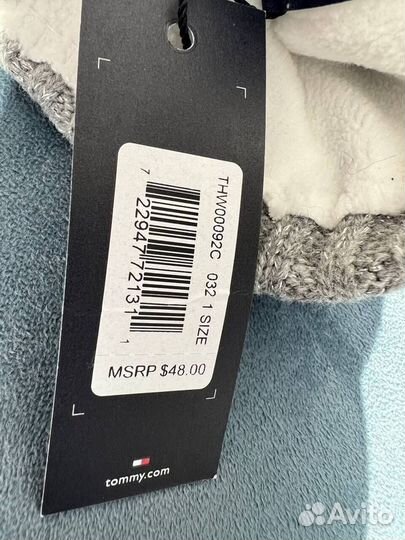 THW00092C 032 1 SIZE
7 22947 72131 1
MSRP $48.00
tommy.com
Avito